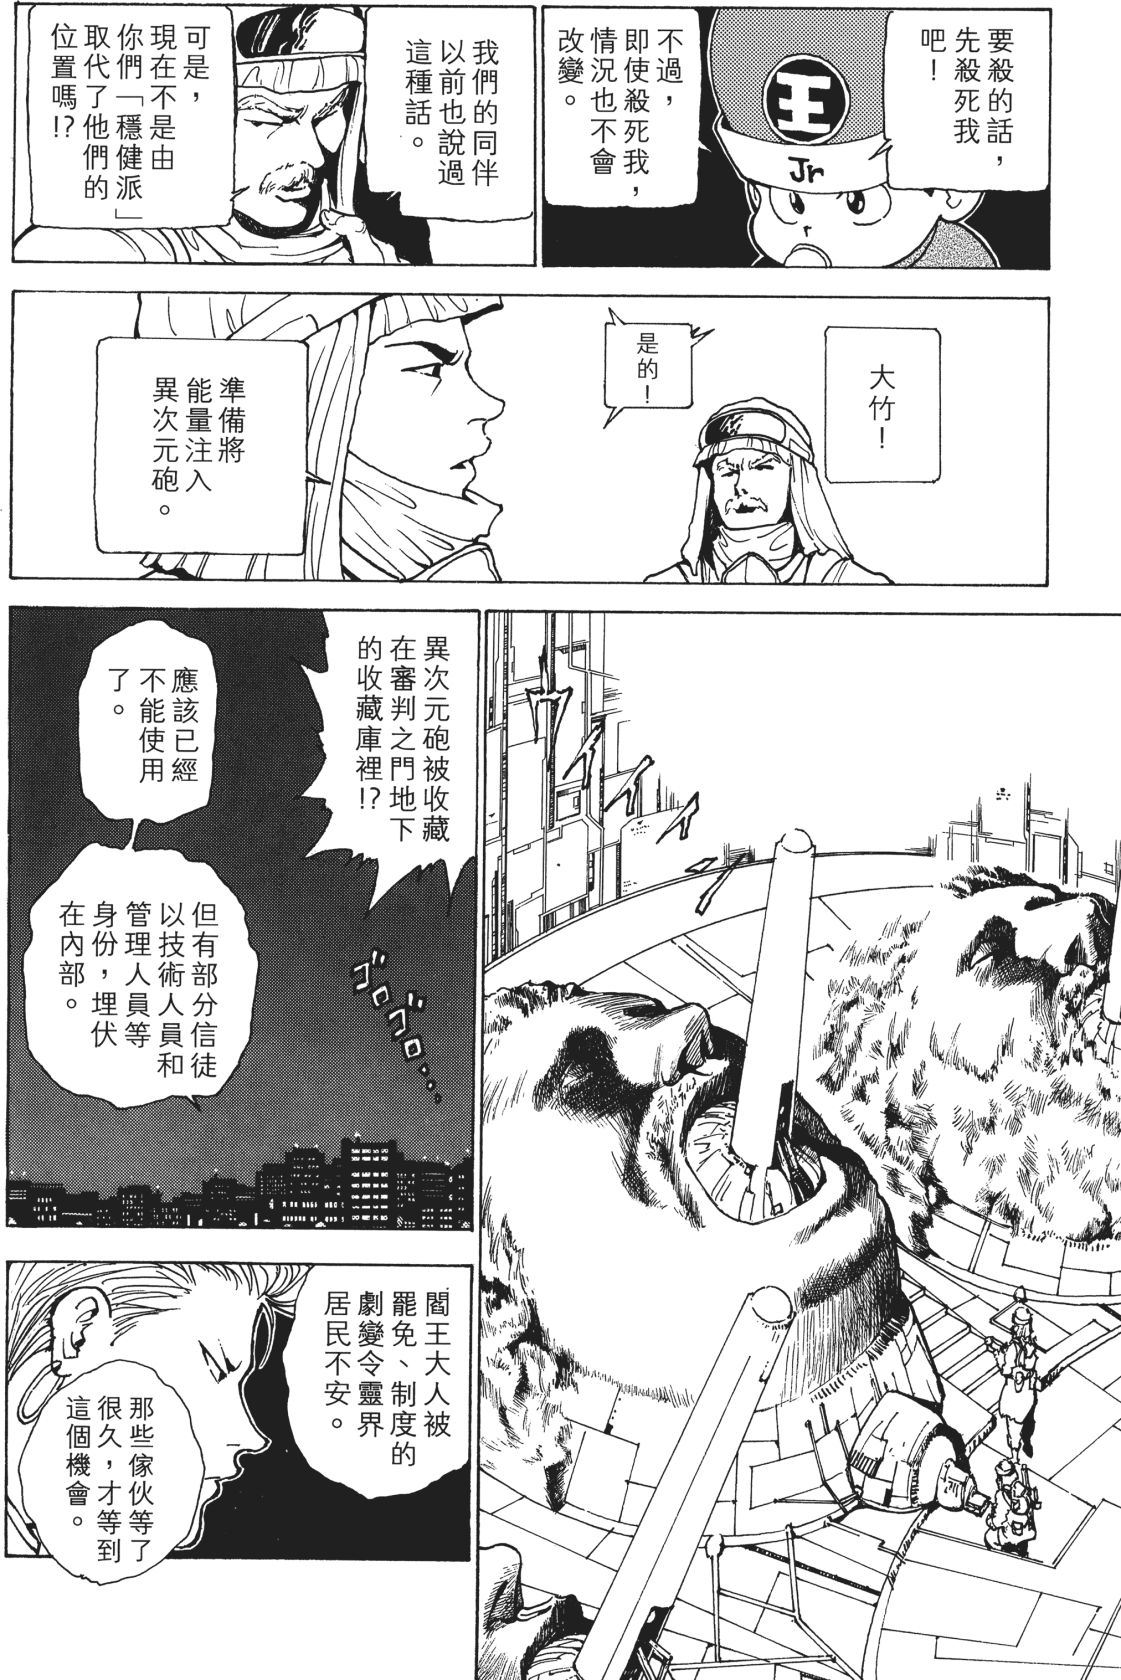 要殺的話，
先殺死我
吧！
王
Jr
不過，
即使殺死我，
情況也不會
改變。
我們的同伴
以前也說過
這種話。
可是，
現在不是由
你們「穩健派」
取代了他們的
位置嗎!?
大竹！
是的！
準備將
能量注入
異次元砲。
異次元砲被收藏
在審判之門地下
的收藏庫裡!?
應該已經
不能使用
了。
但有部分信徒
以技術人員和
管理人員等
身份，埋伏
在內部。
ゴロゴロ…
閻王大人被
罷免、制度的
劇變令靈界
居民不安。
那些傢伙等了
很久，才等到
這個機會。